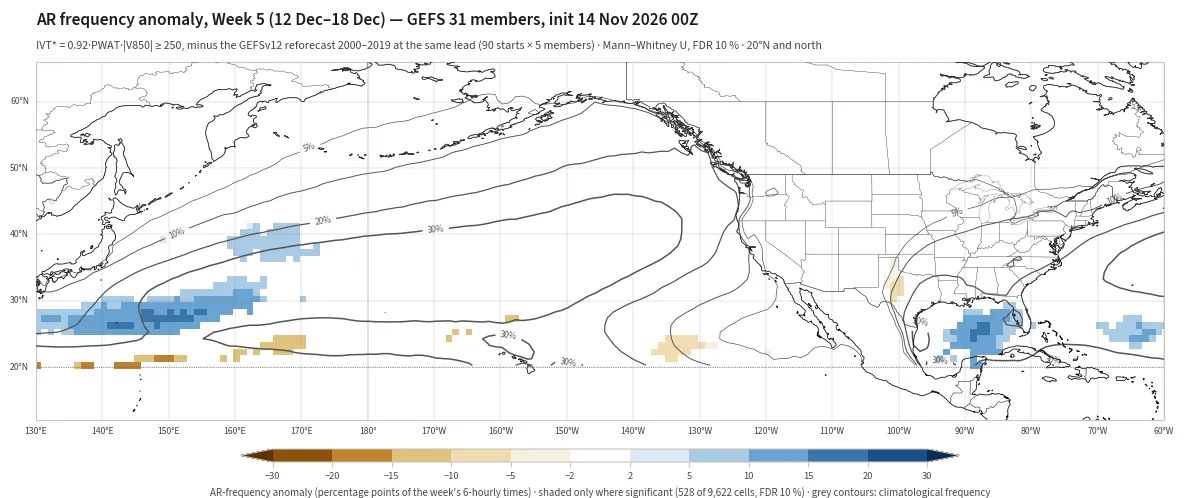 AR frequency anomaly, Week 5 (12 Dec–18 Dec) — GEFS 31 members, init 14 Nov 2026 00Z
IVT* = 0.92·PWAT·|V850| ≥ 250, minus the GEFSv12 reforecast 2000–2019 at the same lead (90 starts × 5 members) · Mann–Whitney U, FDR 10 % · 20°N and north
60°N
5%
50°N
5%
10%
10%
20%
30%
40°N
30°N
30%
30%
30%
30%
20°N
130°E 140°E 150°E 160°E 170°E 180° 170°W 160°W 150°W 140°W 130°W 120°W 110°W 100°W 90°W 80°W 70°W 60°W
−30 −20 −15 −10 −5 −2 2 5 10 15 20 30
AR-frequency anomaly (percentage points of the week's 6-hourly times) · shaded only where significant (528 of 9,622 cells, FDR 10 %) · grey contours: climatological frequency